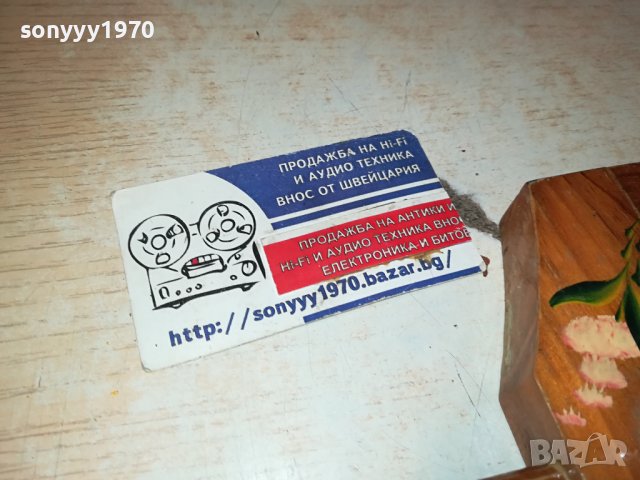 sonyyy1970
ПРОДАЖБА НА Hi-Fi
И АУДИО ТЕХНИКА
ВНОС ОТ ШВЕЙЦАРИЯ
ПРОДАЖБА НА АНТИКИ И
Hi-Fi И АУДИО ТЕХНИКА ВНОС
ЕЛЕКТРОНИКА И БИТОВ
http://sonyyy1970.bazar.bg/
BAZAR